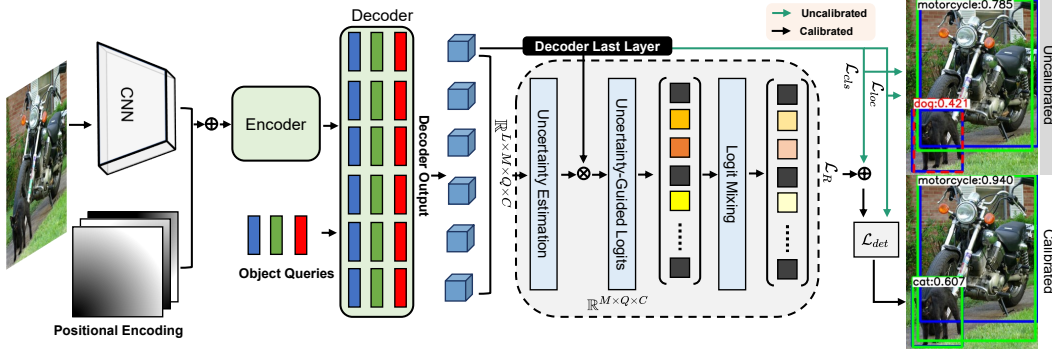 Decoder
Uncalibrated
Calibrated
motorcycle:0.785
Uncalibrated
Decoder Last Layer
CNN
Encoder
Decoder Output
ℝ^{L×M×Q×C}
Uncertainty Estimation
Uncertainty-Guided Logits
Logit Mixing
ℒ_{cls}
ℒ_{loc}
dog:0.421
ℒ_R
motorcycle:0.940
Object Queries
ℒ_{det}
Calibrated
cat:0.607
ℝ^{M×Q×C}
Positional Encoding